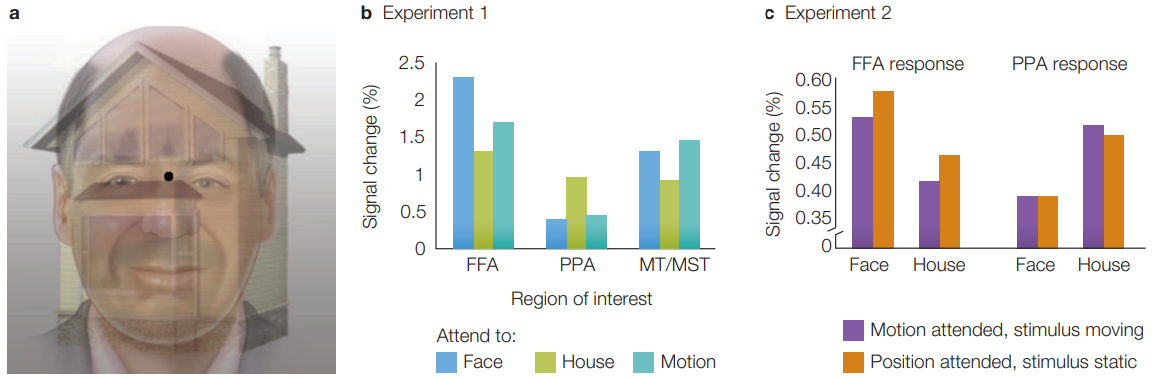 a
b Experiment 1
Signal change (%)
2.5
2
1.5
1
0.5
0
FFA PPA MT/MST
Region of interest
Attend to:
Face House Motion
c Experiment 2
FFA response PPA response
Signal change (%)
0.60
0.55
0.50
0.45
0.40
0.35
0
Face House Face House
Motion attended, stimulus moving
Position attended, stimulus static